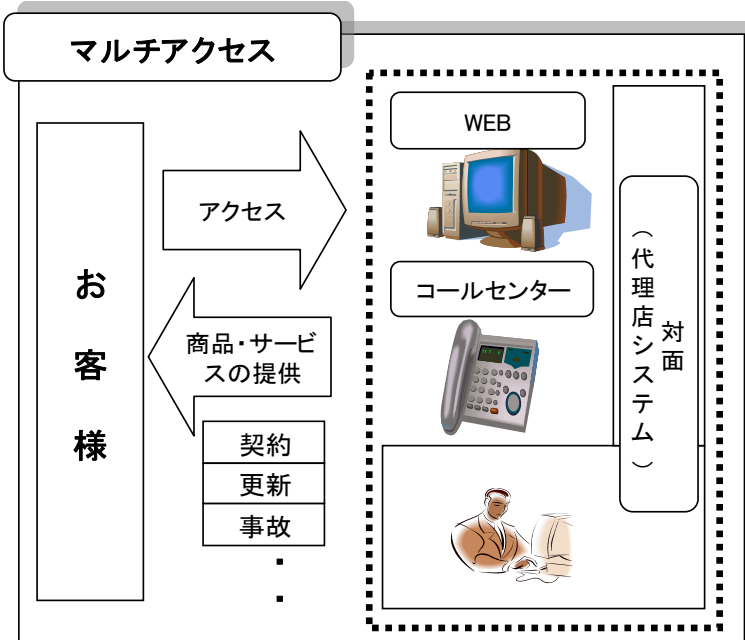 マルチアクセス
お客様
アクセス
商品・サービ
スの提供
契約
更新
事故
・
・
WEB
コールセンター
対面
（代理店システム）